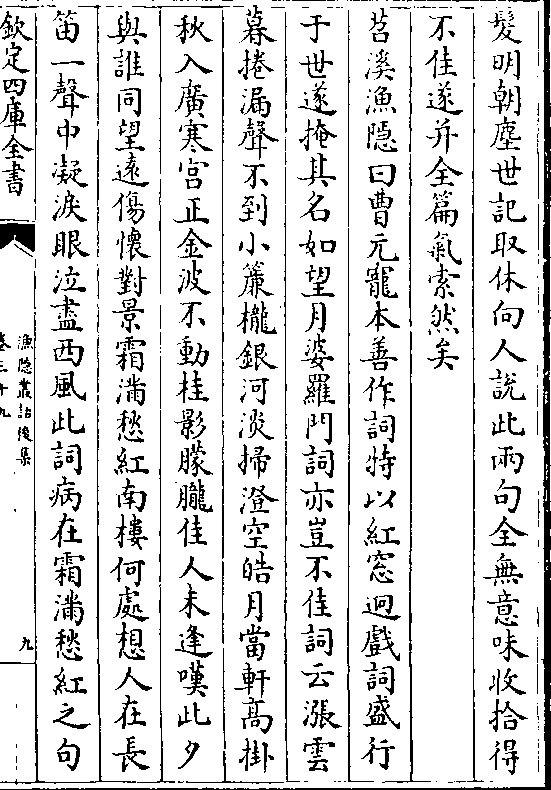 髮明朝塵世記取休向人說此兩句全無意味收拾得
不佳遂并全篇氣索然矣
苕溪漁隠曰曹元寵本善作詞特以紅窓迥戲詞盛行
于世遂掩其名如望月婆羅門詞亦豈不佳詞云漲雲
暮捲漏聲不到小簾櫳銀河淡掃澄空皓月當軒髙掛
秋入廣寒宫正金波不動桂影朦朧佳人未逢嘆此夕
與誰同望遠傷懷對景霜滿愁紅南樓何處想人在長
笛一聲中凝淚眼泣盡西風此詞病在霜滿愁紅之句
欽定四庫全書
漁隠叢話後集
卷三十九
九